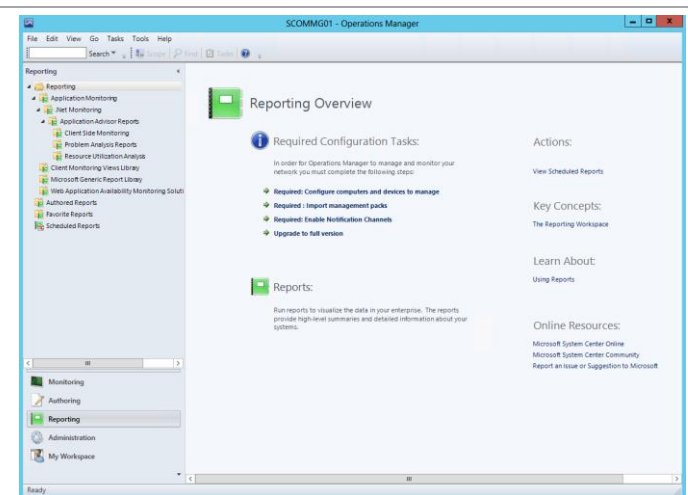 SCOMMG01 - Operations Manager
File Edit View Go Tasks Tools Help
Search Scope Find Tasks
Reporting
Reporting
Application Monitoring
.Net Monitoring
Application Advisor Reports
Client Side Monitoring
Problem Analysis Reports
Resource Utilization Analysis
Client Monitoring Views Library
Microsoft Generic Report Library
Web Application Availability Monitoring Soluti
Authored Reports
Favorite Reports
Scheduled Reports
Monitoring
Authoring
Reporting
Administration
My Workspace
Ready
Reporting Overview
Required Configuration Tasks:
In order for Operations Manager to manage and monitor your
network you must complete the following steps:
Required: Configure computers and devices to manage
Required : Import management packs
Required: Enable Notification Channels
Upgrade to full version
Reports:
Run reports to visualize the data in your enterprise. The reports
provide high-level summaries and detailed information about your
systems.
Actions:
View Scheduled Reports
Key Concepts:
The Reporting Workspace
Learn About:
Using Reports
Online Resources:
Microsoft System Center Online
Microsoft System Center Community
Report an Issue or Suggestion to Microsoft